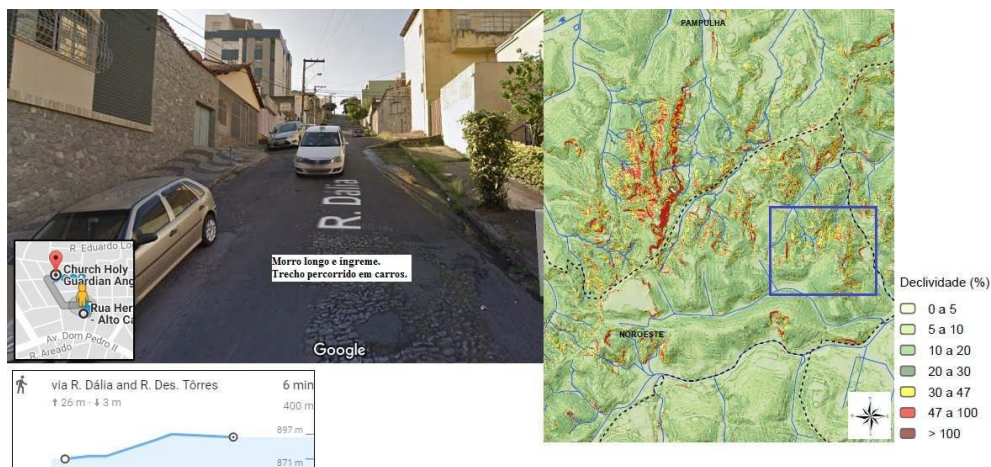 R. Dália
Morro longo e íngreme.
Trecho percorrido em carros.
Google
R. Eduardo Lo
Church Holy
Guardian Ang
Rua Her
- Alto Ca
Av. Dom Pedro II
R. Areado
via R. Dália and R. Des. Tôrres
6 min
↑ 26 m · ↓ 3 m
400 m
897 m
871 m
PAMPULHA
NOROESTE
Declividade (%)
0 a 5
5 a 10
10 a 20
20 a 30
30 a 47
47 a 100
> 100